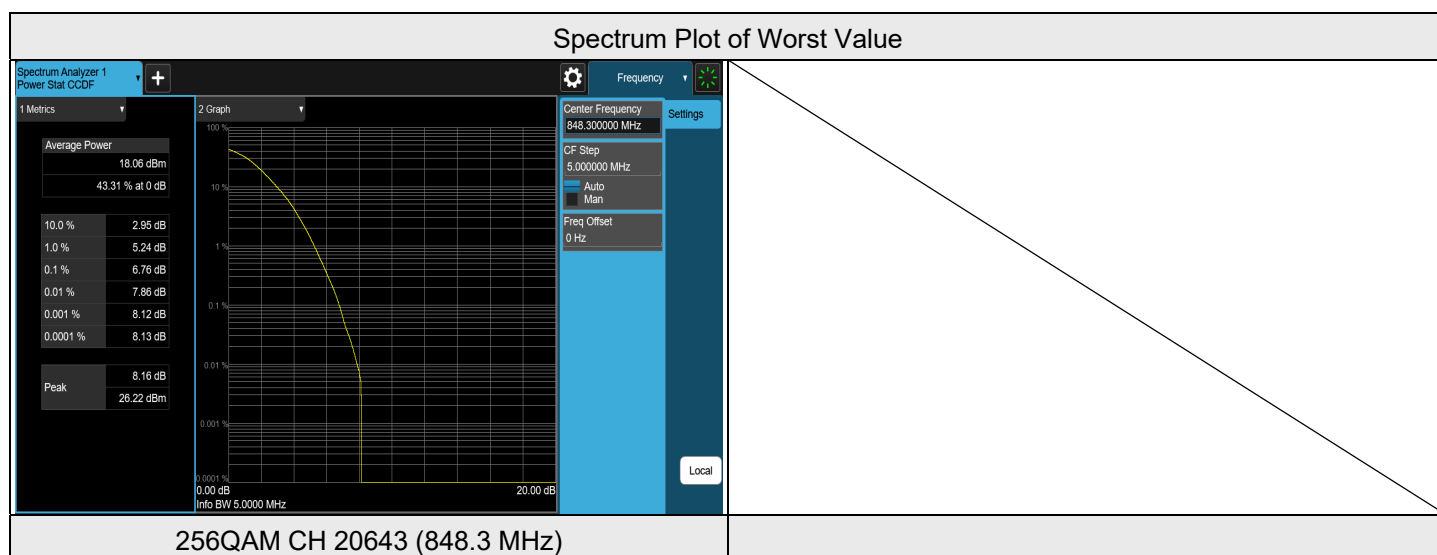 Spectrum Plot of Worst Value
Spectrum Analyzer 1
Power Stat CCDF
+
Frequency
1 Metrics
Average Power
18.06 dBm
43.31 % at 0 dB
10.0 % 2.95 dB
1.0 % 5.24 dB
0.1 % 6.76 dB
0.01 % 7.86 dB
0.001 % 8.12 dB
0.0001 % 8.13 dB
Peak
8.16 dB
26.22 dBm
2 Graph
100 %
10 %
1 %
0.1 %
0.01 %
0.001 %
0.0001 %
0.00 dB 20.00 dB
Info BW 5.0000 MHz
Center Frequency
848.300000 MHz
CF Step
5.000000 MHz
Auto
Man
Freq Offset
0 Hz
Settings
Local
256QAM CH 20643 (848.3 MHz)